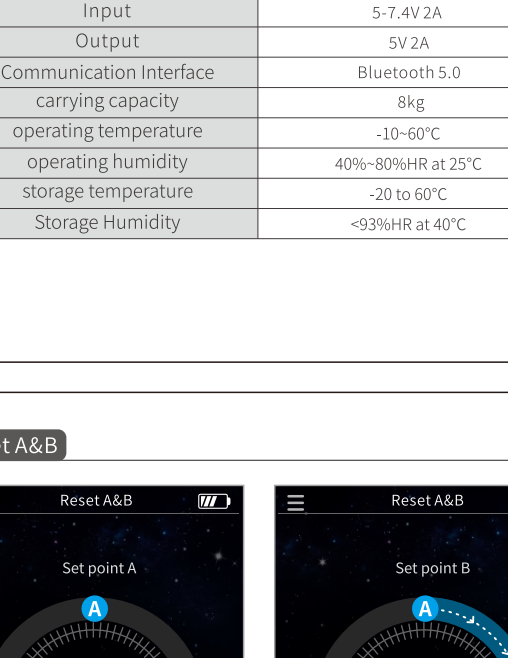 Input 5-7.4V 2A
Output 5V 2A
Communication Interface Bluetooth 5.0
carrying capacity 8kg
operating temperature -10~60°C
operating humidity 40%~80%HR at 25°C
storage temperature -20 to 60°C
Storage Humidity <93%HR at 40°C
et A&B
Reset A&B Reset A&B
Set point A Set point B
A A